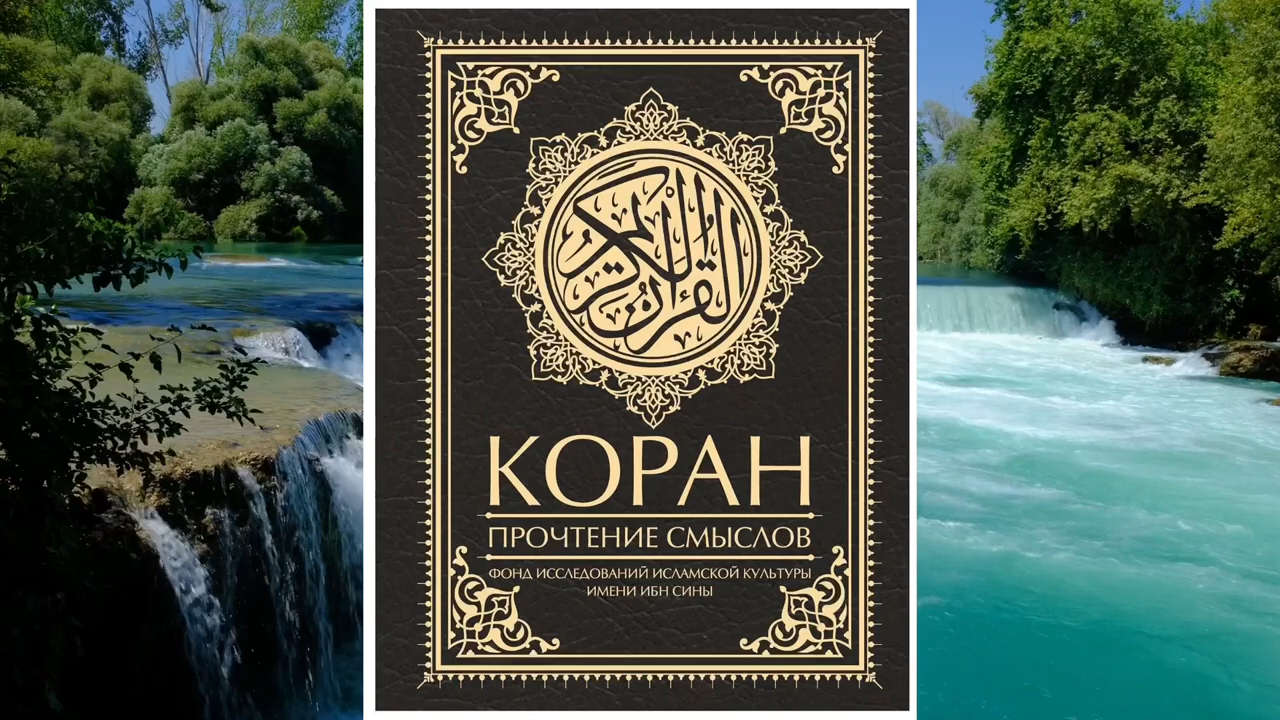 القرآن الكريم
КОРАН
ПРОЧТЕНИЕ СМЫСЛОВ
ФОНД ИССЛЕДОВАНИЙ ИСЛАМСКОЙ КУЛЬТУРЫ
ИМЕНИ ИБН СИНЫ